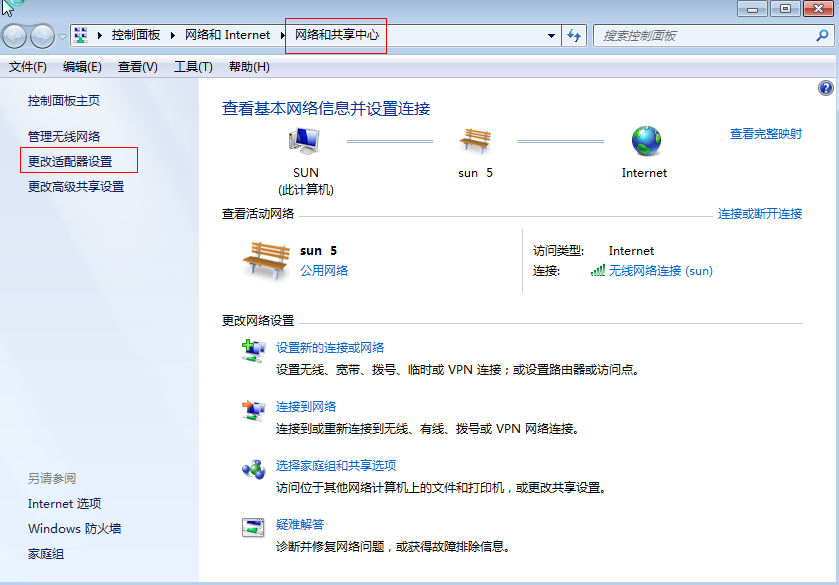 控制面板 网络和 Internet 网络和共享中心 搜索控制面板
文件(F) 编辑(E) 查看(V) 工具(T) 帮助(H)
控制面板主页
管理无线网络
更改适配器设置
更改高级共享设置
查看基本网络信息并设置连接
查看完整映射
SUN
(此计算机)
sun 5
Internet
查看活动网络
连接或断开连接
sun 5
公用网络
访问类型: Internet
连接: 无线网络连接 (sun)
更改网络设置
设置新的连接或网络
设置无线、宽带、拨号、临时或 VPN 连接；或设置路由器或访问点。
连接到网络
连接到或重新连接到无线、有线、拨号或 VPN 网络连接。
选择家庭组和共享选项
访问位于其他网络计算机上的文件和打印机，或更改共享设置。
疑难解答
诊断并修复网络问题，或获得故障排除信息。
另请参阅
Internet 选项
Windows 防火墙
家庭组